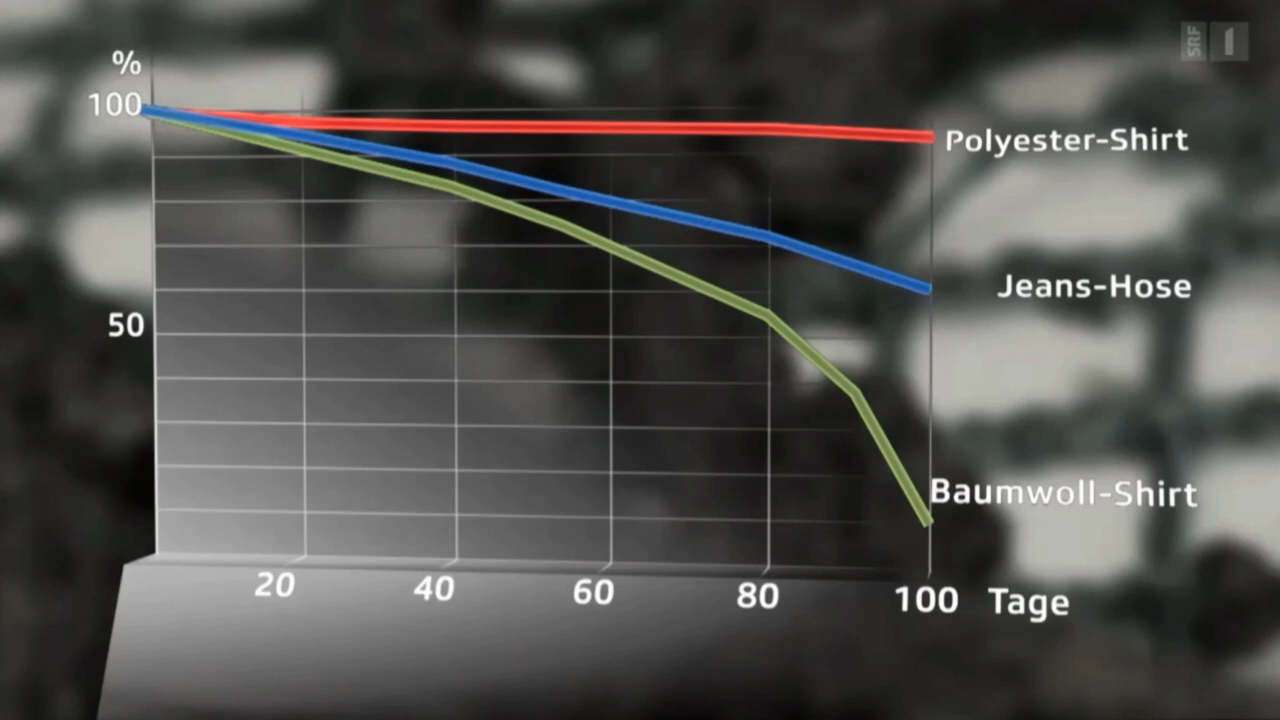 SRF 1
%
100
Polyester-Shirt
Jeans-Hose
50
Baumwoll-Shirt
20 40 60 80 100 Tage